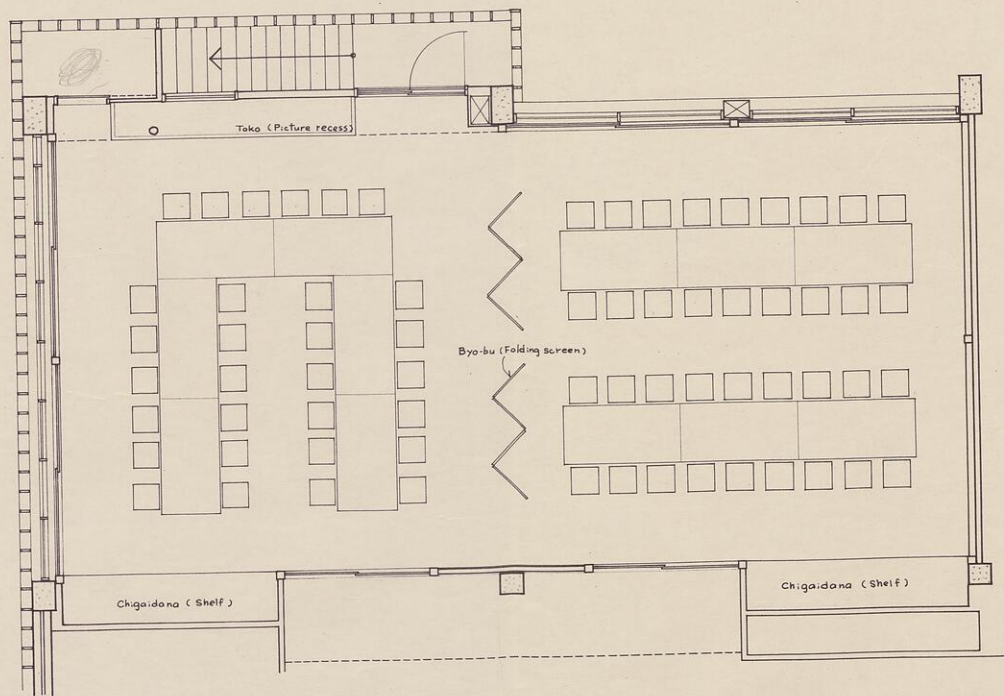 Toko (Picture recess)
Byo-bu (Folding screen)
Chigaidana ( Shelf )
Chigaidana ( Shelf )